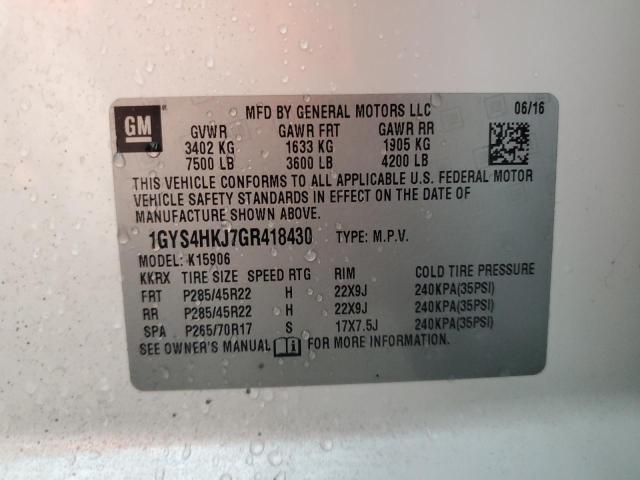 GM
MFD BY GENERAL MOTORS LLC 06/16
GVWR GAWR FRT GAWR RR
3402 KG 1633 KG 1905 KG
7500 LB 3600 LB 4200 LB
THIS VEHICLE CONFORMS TO ALL APPLICABLE U.S. FEDERAL MOTOR
VEHICLE SAFETY STANDARDS IN EFFECT ON THE DATE OF
MANUFACTURE SHOWN ABOVE.
1GYS4HKJ7GR418430 TYPE: M.P.V.
MODEL: K15906
KKRX TIRE SIZE SPEED RTG RIM COLD TIRE PRESSURE
FRT P285/45R22 H 22X9J 240KPA(35PSI)
RR P285/45R22 H 22X9J 240KPA(35PSI)
SPA P265/70R17 S 17X7.5J 240KPA(35PSI)
SEE OWNER'S MANUAL FOR MORE INFORMATION.